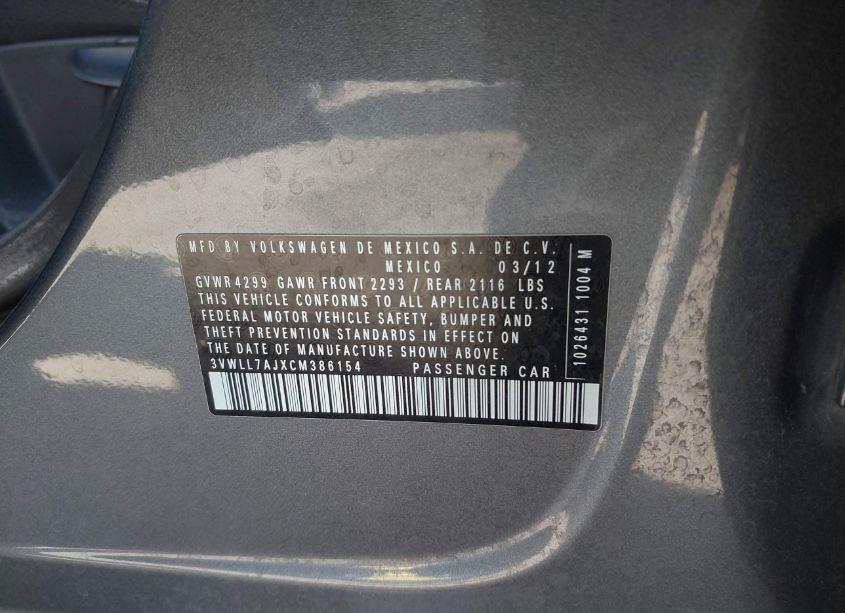 MFD BY VOLKSWAGEN DE MEXICO S.A. DE C.V.
MEXICO 03/12
GVWR 4299 GAWR FRONT 2293 / REAR 2116 LBS
THIS VEHICLE CONFORMS TO ALL APPLICABLE U.S.
FEDERAL MOTOR VEHICLE SAFETY, BUMPER AND
THEFT PREVENTION STANDARDS IN EFFECT ON
THE DATE OF MANUFACTURE SHOWN ABOVE.
3VWLL7AJXCM386154 PASSENGER CAR
1026431 1004 M